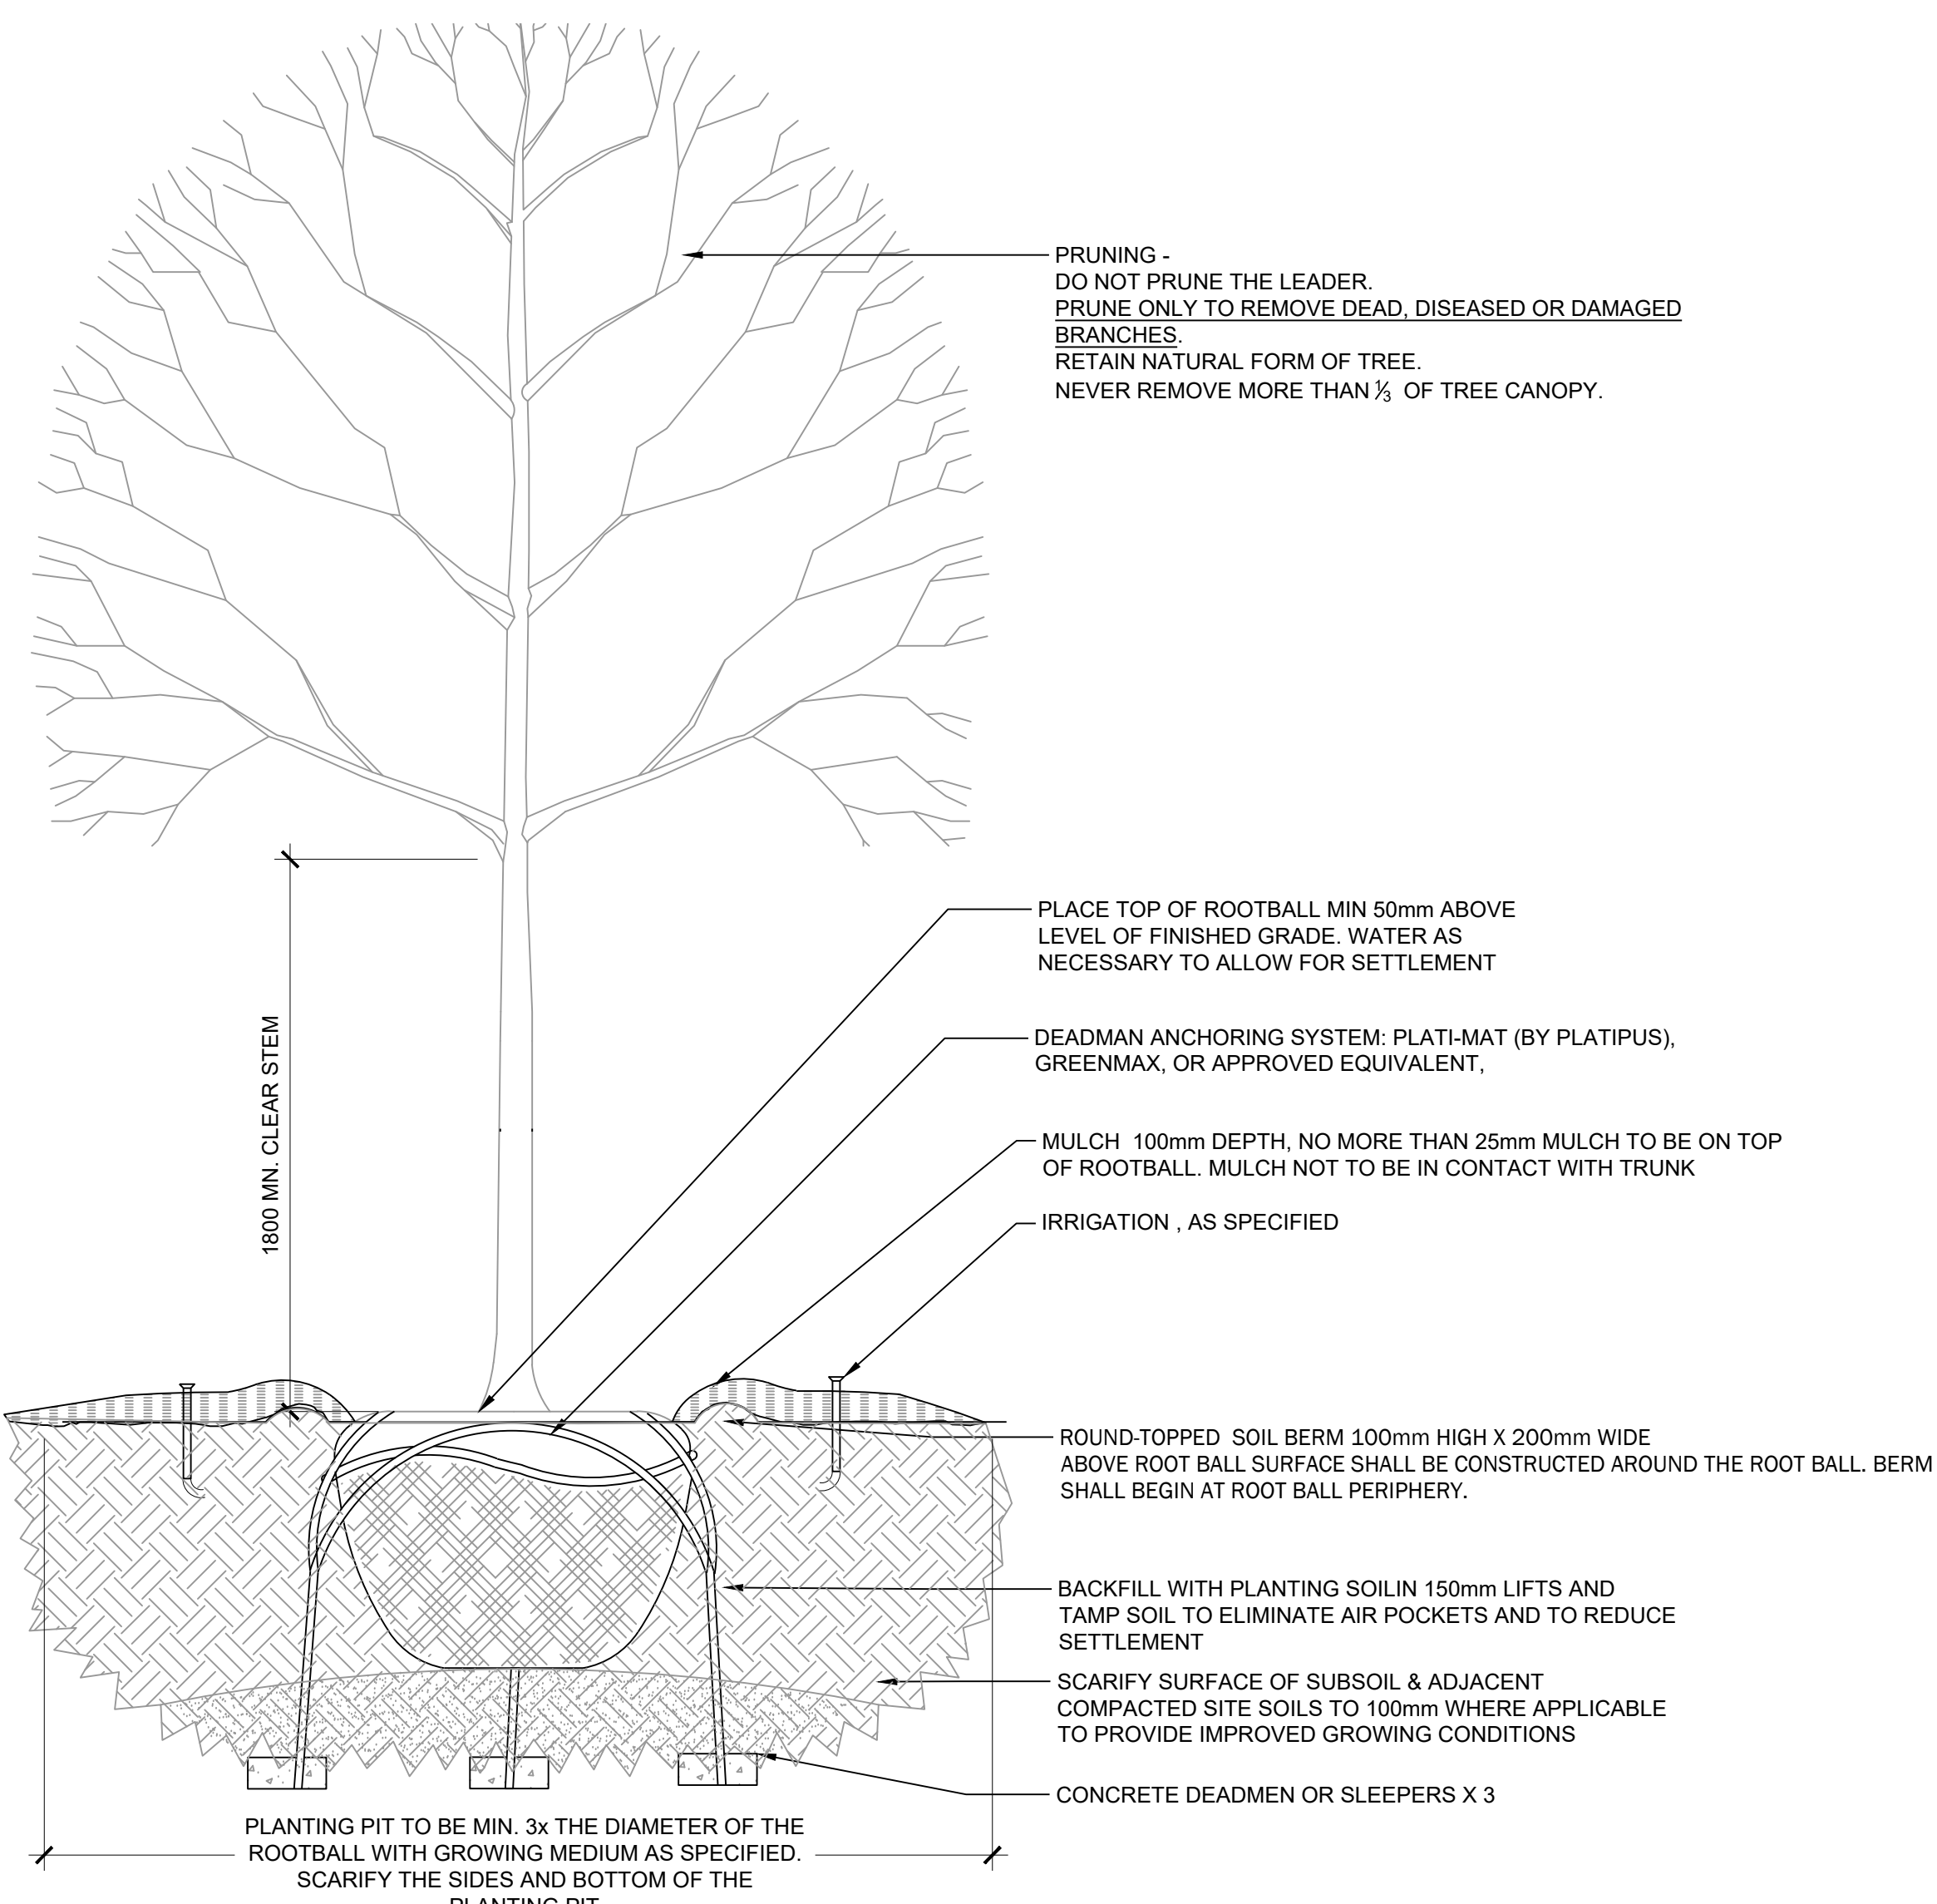 PRUNING -
DO NOT PRUNE THE LEADER.
PRUNE ONLY TO REMOVE DEAD, DISEASED OR DAMAGED
BRANCHES.
RETAIN NATURAL FORM OF TREE.
NEVER REMOVE MORE THAN ⅓ OF TREE CANOPY.
1800 MN. CLEAR STEM
PLACE TOP OF ROOTBALL MIN 50mm ABOVE
LEVEL OF FINISHED GRADE. WATER AS
NECESSARY TO ALLOW FOR SETTLEMENT
DEADMAN ANCHORING SYSTEM: PLATI-MAT (BY PLATIPUS),
GREENMAX, OR APPROVED EQUIVALENT,
MULCH 100mm DEPTH, NO MORE THAN 25mm MULCH TO BE ON TOP
OF ROOTBALL. MULCH NOT TO BE IN CONTACT WITH TRUNK
IRRIGATION , AS SPECIFIED
ROUND-TOPPED SOIL BERM 100mm HIGH X 200mm WIDE
ABOVE ROOT BALL SURFACE SHALL BE CONSTRUCTED AROUND THE ROOT BALL. BERM
SHALL BEGIN AT ROOT BALL PERIPHERY.
BACKFILL WITH PLANTING SOILIN 150mm LIFTS AND
TAMP SOIL TO ELIMINATE AIR POCKETS AND TO REDUCE
SETTLEMENT
SCARIFY SURFACE OF SUBSOIL & ADJACENT
COMPACTED SITE SOILS TO 100mm WHERE APPLICABLE
TO PROVIDE IMPROVED GROWING CONDITIONS
CONCRETE DEADMEN OR SLEEPERS X 3
PLANTING PIT TO BE MIN. 3x THE DIAMETER OF THE
ROOTBALL WITH GROWING MEDIUM AS SPECIFIED.
SCARIFY THE SIDES AND BOTTOM OF THE
PLANTING PIT